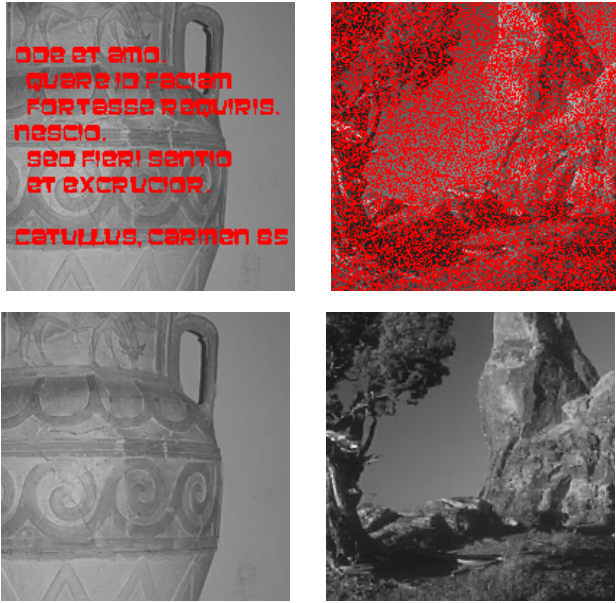 Ode et amo.
Quare id faciam
fortasse requiris.
Nescio.
Sed fieri sentio
et excrucior.
Catullus, Carmen 85